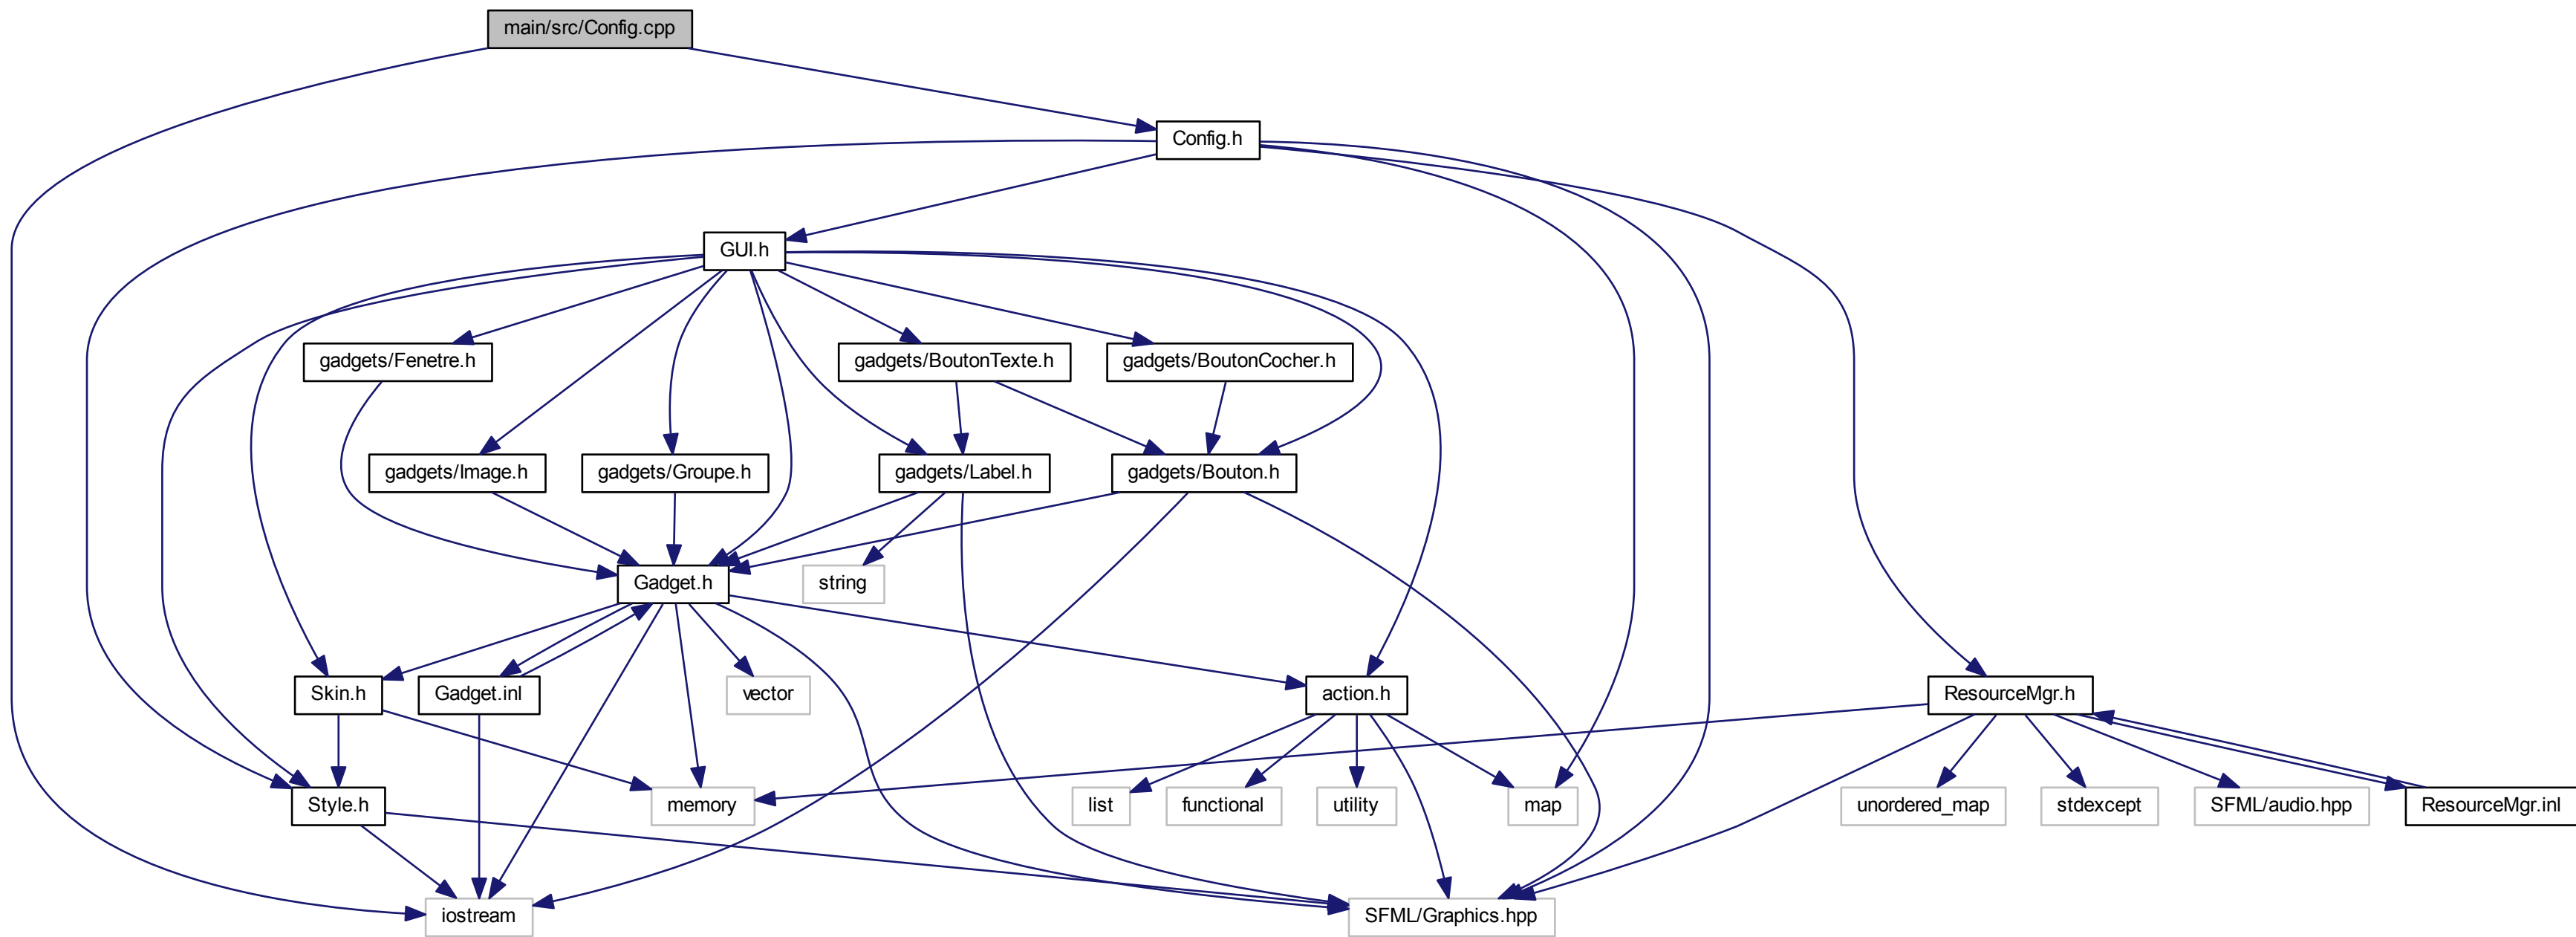 main/src/Config.cpp
Config.h
GUI.h
gadgets/Fenetre.h
gadgets/BoutonTexte.h
gadgets/BoutonCocher.h
gadgets/Image.h
gadgets/Groupe.h
gadgets/Label.h
gadgets/Bouton.h
Gadget.h
string
Skin.h
Gadget.inl
vector
action.h
ResourceMgr.h
Style.h
memory
list
functional
utility
map
unordered_map
stdexcept
SFML/audio.hpp
ResourceMgr.inl
iostream
SFML/Graphics.hpp